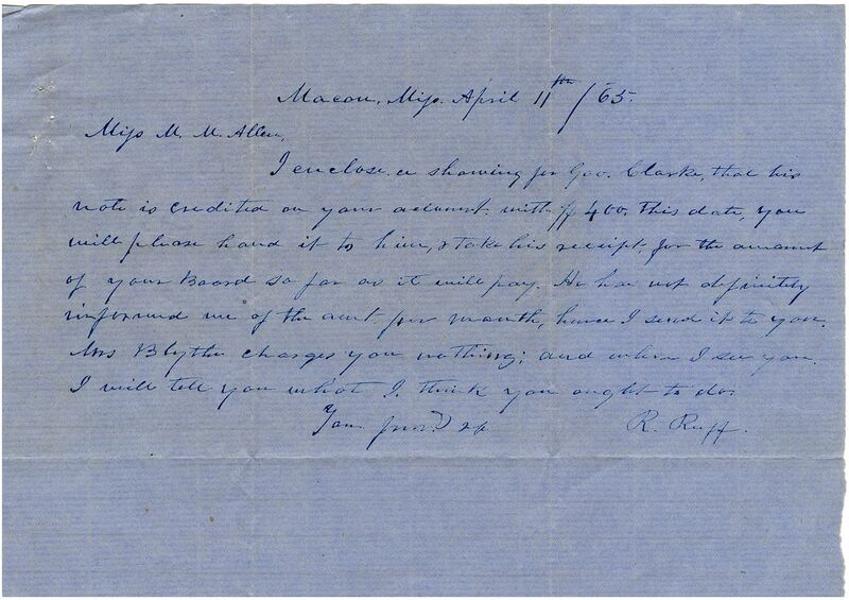 Macon, Miss. April 11th / 65.
Miss M. M. Allen,
I enclose a showing for Gov. Clarke, that his
note is credited on your account with $400. this date, you
will please hand it to him, & take his receipt, for the amount
of your Board so far as it will pay. He has not definitely
informed me of the amt. per month, hence I send it to you.
Mrs Blythe charges you nothing; and when I see you
I will tell you what I think you ought to do.
Your friend &c R. Ruff.